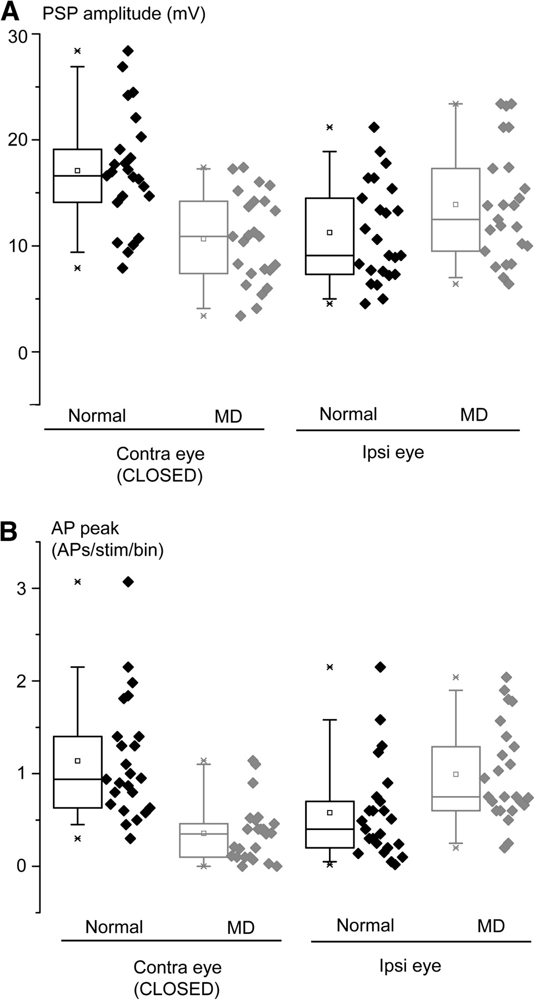 A PSP amplitude (mV)
30
20
10
0
Normal MD Normal MD
Contra eye Ipsi eye
(CLOSED)
B AP peak
(APs/stim/bin)
3
2
1
0
Normal MD Normal MD
Contra eye Ipsi eye
(CLOSED)